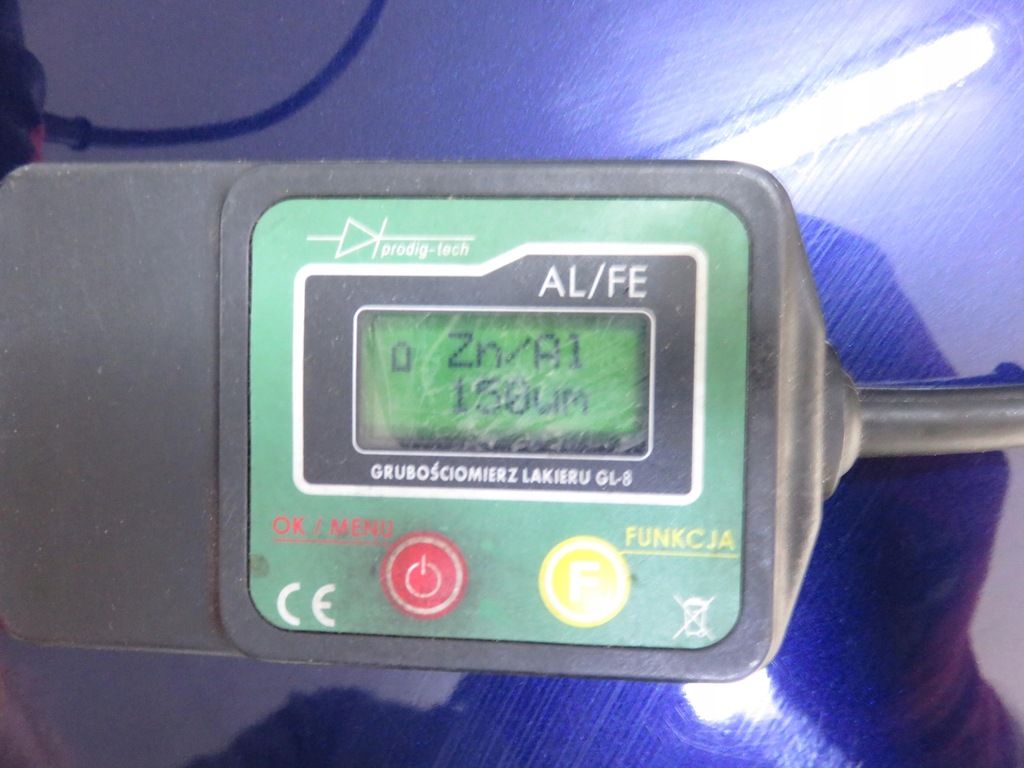 prodig-tech
AL/FE
Zn/Al
150um
GRUBOŚCIOMIERZ LAKIERU GL-8
OK / MENU
FUNKCJA
F
CE